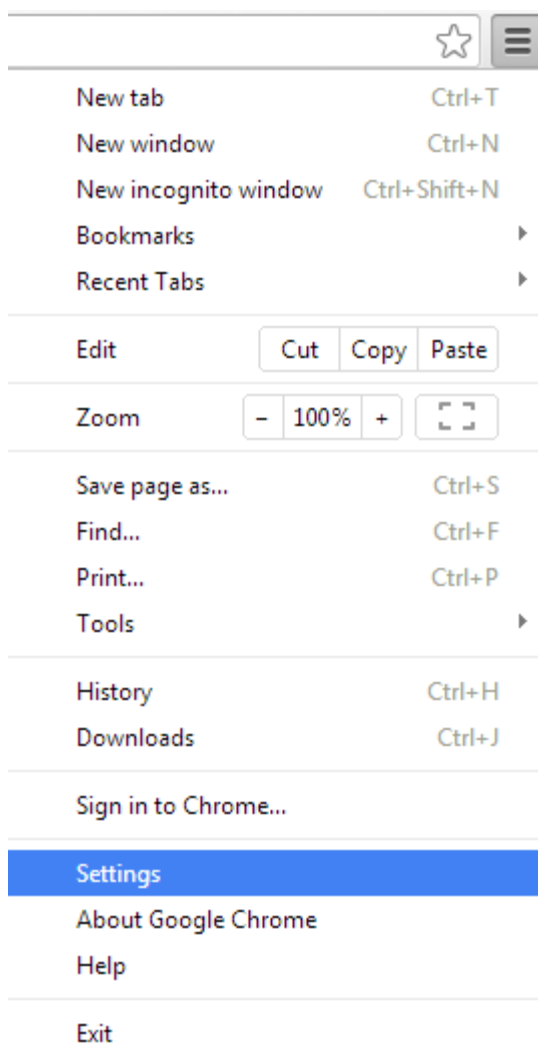 New tab Ctrl+T
New window Ctrl+N
New incognito window Ctrl+Shift+N
Bookmarks
Recent Tabs
Edit Cut Copy Paste
Zoom - 100% +
Save page as... Ctrl+S
Find... Ctrl+F
Print... Ctrl+P
Tools
History Ctrl+H
Downloads Ctrl+J
Sign in to Chrome...
Settings
About Google Chrome
Help
Exit